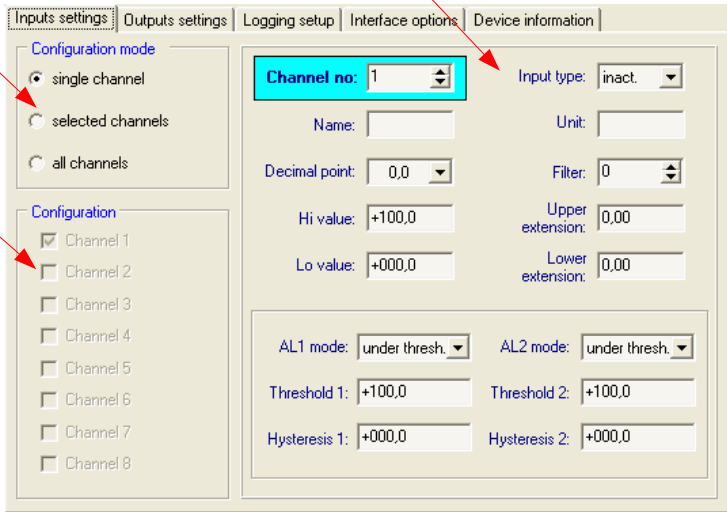 Inputs settings Outputs settings Logging setup Interface options Device information
Configuration mode
single channel
selected channels
all channels
Configuration
Channel 1
Channel 2
Channel 3
Channel 4
Channel 5
Channel 6
Channel 7
Channel 8
Channel no: 1
Input type: inact.
Name:
Unit:
Decimal point: 0,0
Filter: 0
Hi value: +100,0
Upper extension: 0,00
Lo value: +000,0
Lower extension: 0,00
AL1 mode: under thresh.
AL2 mode: under thresh.
Threshold 1: +100,0
Threshold 2: +100,0
Hysteresis 1: +000,0
Hysteresis 2: +000,0